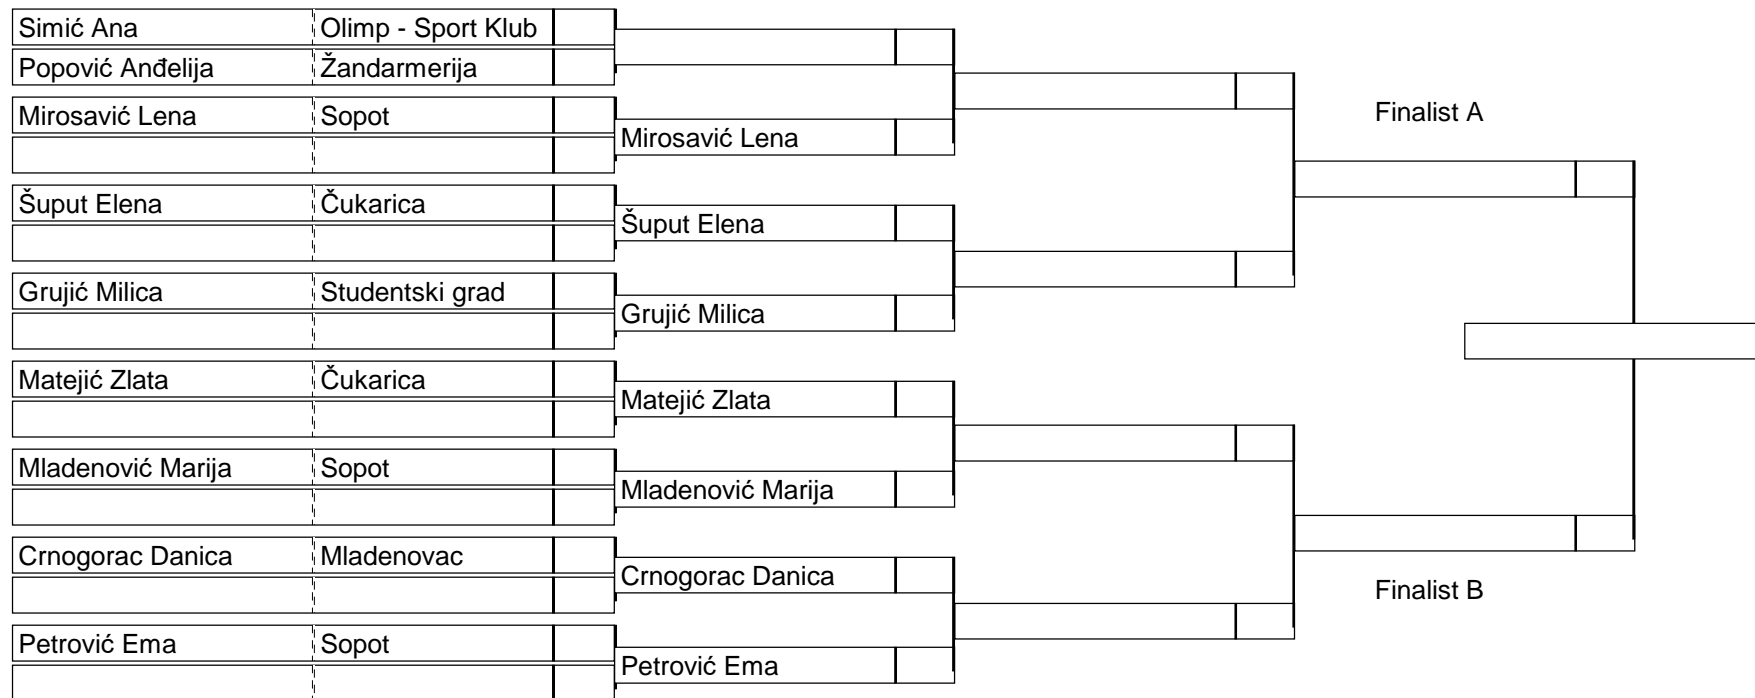 Simić Ana Olimp - Sport Klub
Popović Anđelija Žandarmerija
Mirosavić Lena Sopot
Mirosavić Lena
Finalist A
Šuput Elena Čukarica
Šuput Elena
Grujić Milica Studentski grad
Grujić Milica
Matejić Zlata Čukarica
Matejić Zlata
Mladenović Marija Sopot
Mladenović Marija
Crnogorac Danica Mladenovac
Crnogorac Danica
Finalist B
Petrović Ema Sopot
Petrović Ema